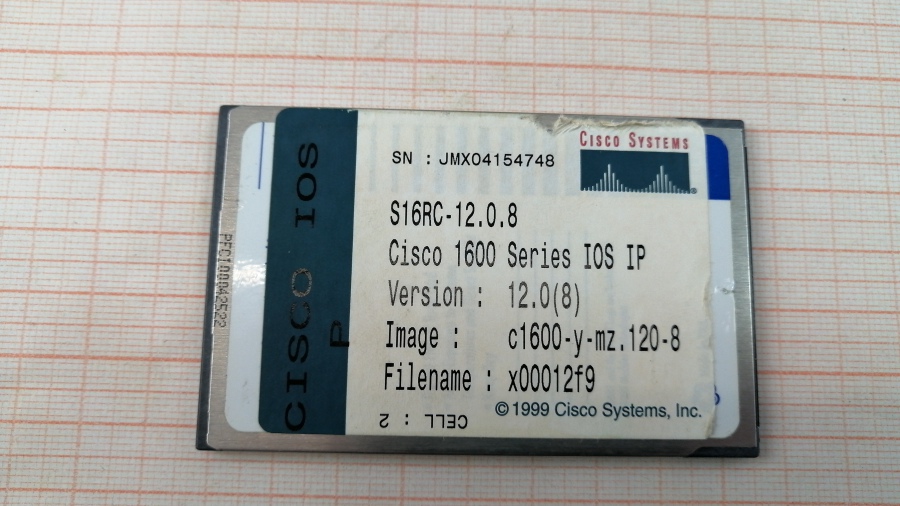 PFC100042522
CISCO IOS
P
CISCO SYSTEMS
SN : JMX04154748
S16RC-12.0.8
Cisco 1600 Series IOS IP
Version : 12.0(8)
Image : c1600-y-mz.120-8
Filename : x00012f9
©1999 Cisco Systems, Inc.
CELL : 2